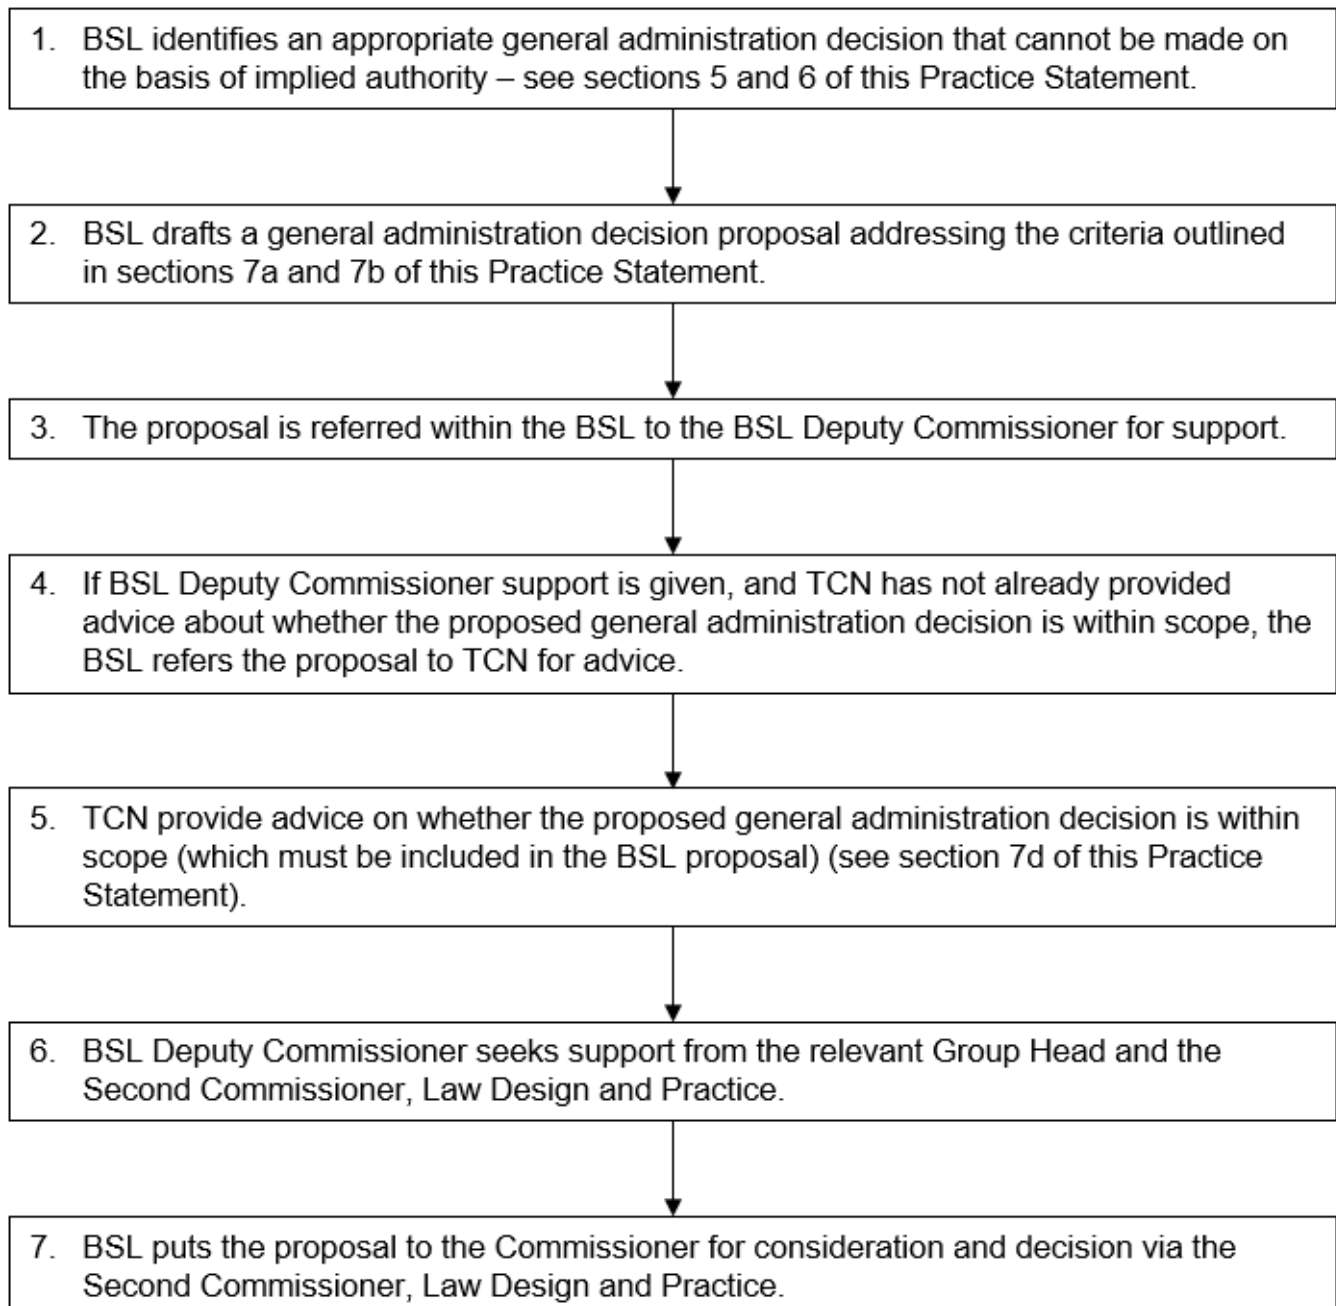 1. BSL identifies an appropriate general administration decision that cannot be made on
the basis of implied authority – see sections 5 and 6 of this Practice Statement.
2. BSL drafts a general administration decision proposal addressing the criteria outlined
in sections 7a and 7b of this Practice Statement.
3. The proposal is referred within the BSL to the BSL Deputy Commissioner for support.
4. If BSL Deputy Commissioner support is given, and TCN has not already provided
advice about whether the proposed general administration decision is within scope, the
BSL refers the proposal to TCN for advice.
5. TCN provide advice on whether the proposed general administration decision is within
scope (which must be included in the BSL proposal) (see section 7d of this Practice
Statement).
6. BSL Deputy Commissioner seeks support from the relevant Group Head and the
Second Commissioner, Law Design and Practice.
7. BSL puts the proposal to the Commissioner for consideration and decision via the
Second Commissioner, Law Design and Practice.